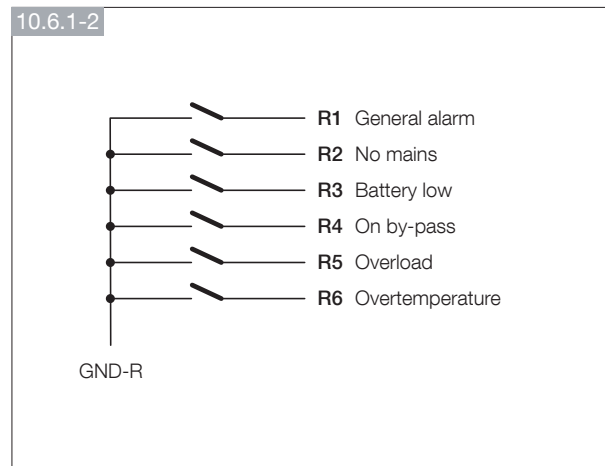 10.6.1-2
R1 General alarm
R2 No mains
R3 Battery low
R4 On by-pass
R5 Overload
R6 Overtemperature
GND-R